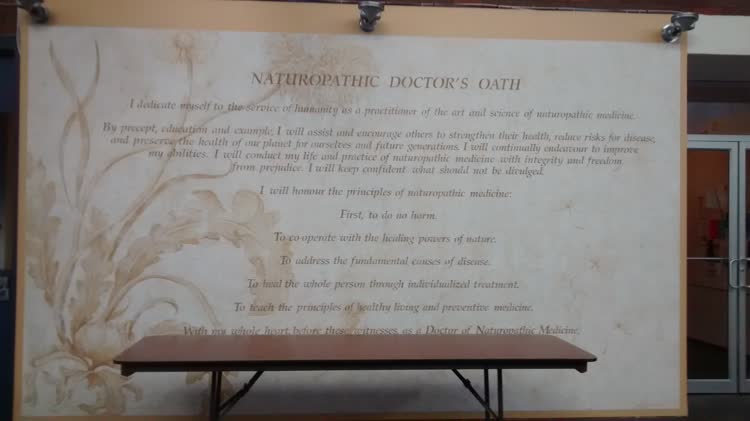 NATUROPATHIC DOCTOR'S OATH
I dedicate myself to the service of humanity as a practitioner of the art and science of naturopathic medicine.
By precept, education and example, I will assist and encourage others to strengthen their health, reduce risks for disease,
and preserve the health of our planet for ourselves and future generations. I will continually endeavour to improve
my abilities. I will conduct my life and practice of naturopathic medicine with integrity and freedom
from prejudice. I will keep confident what should not be divulged.
I will honour the principles of naturopathic medicine:
First, to do no harm.
To co-operate with the healing powers of nature.
To address the fundamental causes of disease.
To heal the whole person through individualized treatment.
To teach the principles of healthy living and preventive medicine.
With my whole heart, before these witnesses, as a Doctor of Naturopathic Medicine,